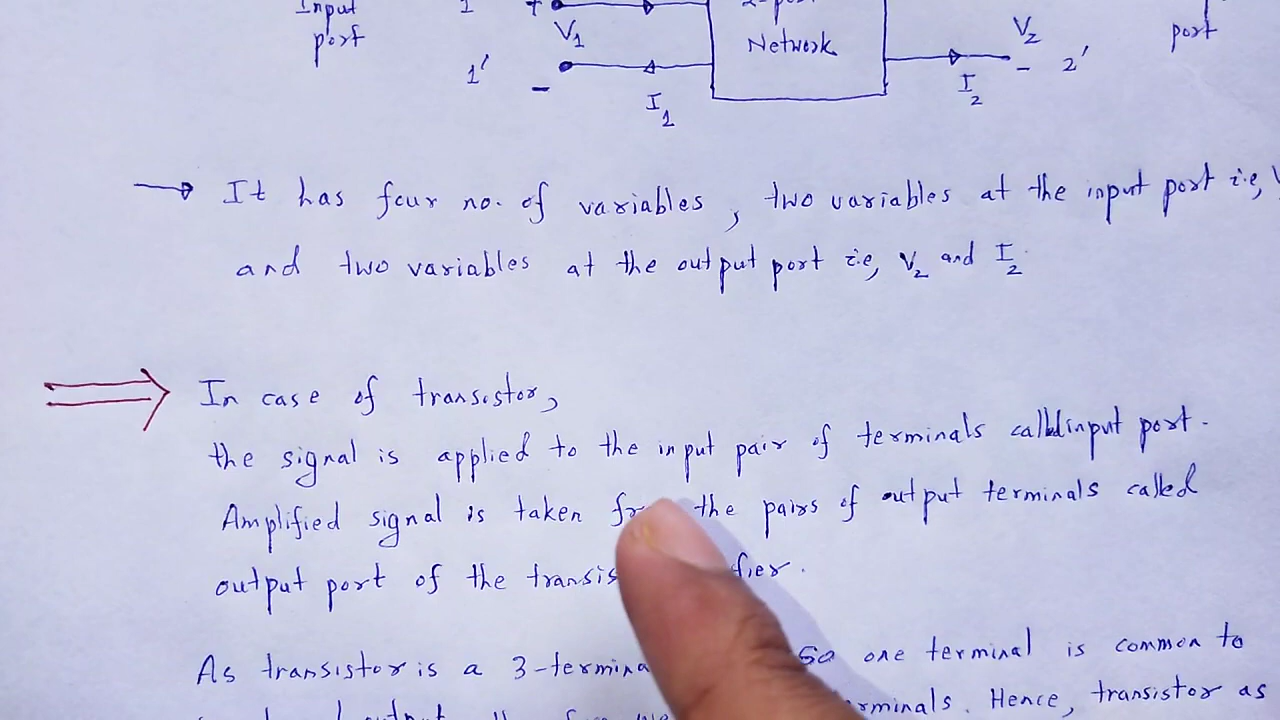 Input
port
1
+
V1
1'
-
I1
Network
V2
-
2'
I2
port
→ It has four no. of variables, two variables at the input port i.e,
and two variables at the output port i.e, V2 and I2.
⇒ In case of transistor,
the signal is applied to the input pair of terminals called input port.
Amplified signal is taken the pairs of output terminals called
output port of the
As transistor is a So one terminal is common to
Hence, transistor as